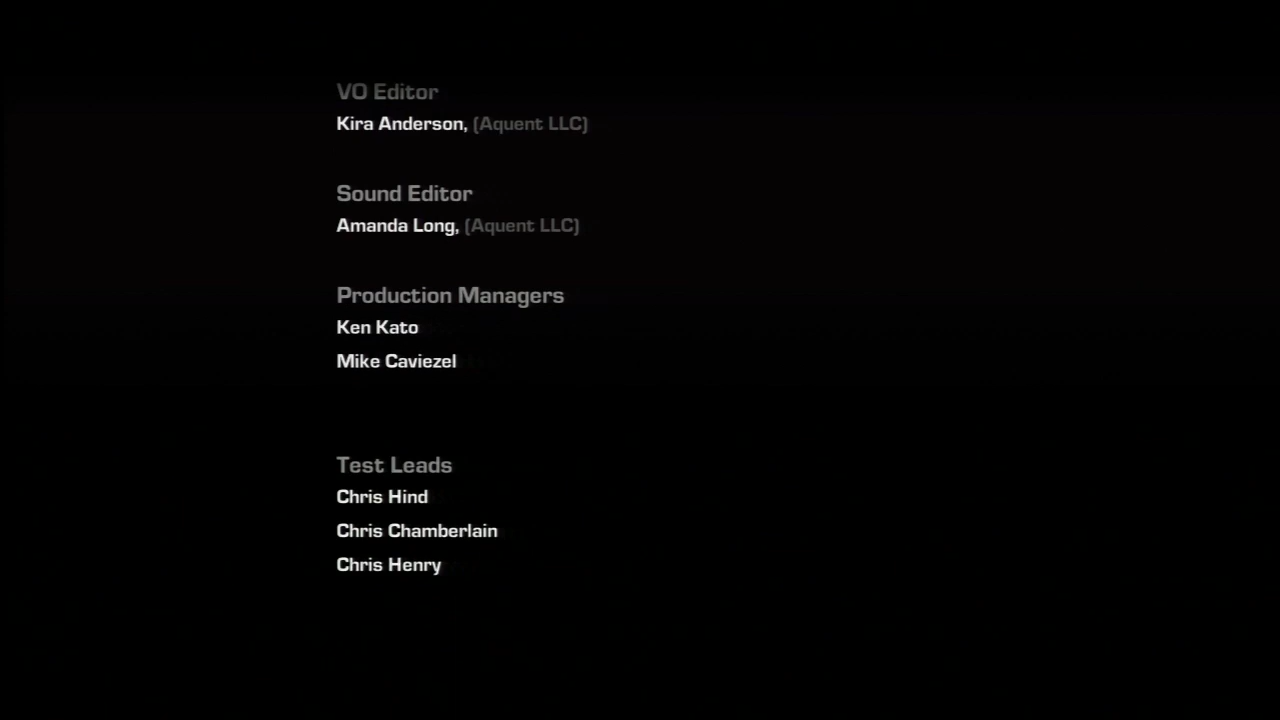 VO Editor
Kira Anderson, (Aquent LLC)
Sound Editor
Amanda Long, (Aquent LLC)
Production Managers
Ken Kato
Mike Caviezel
Test Leads
Chris Hind
Chris Chamberlain
Chris Henry